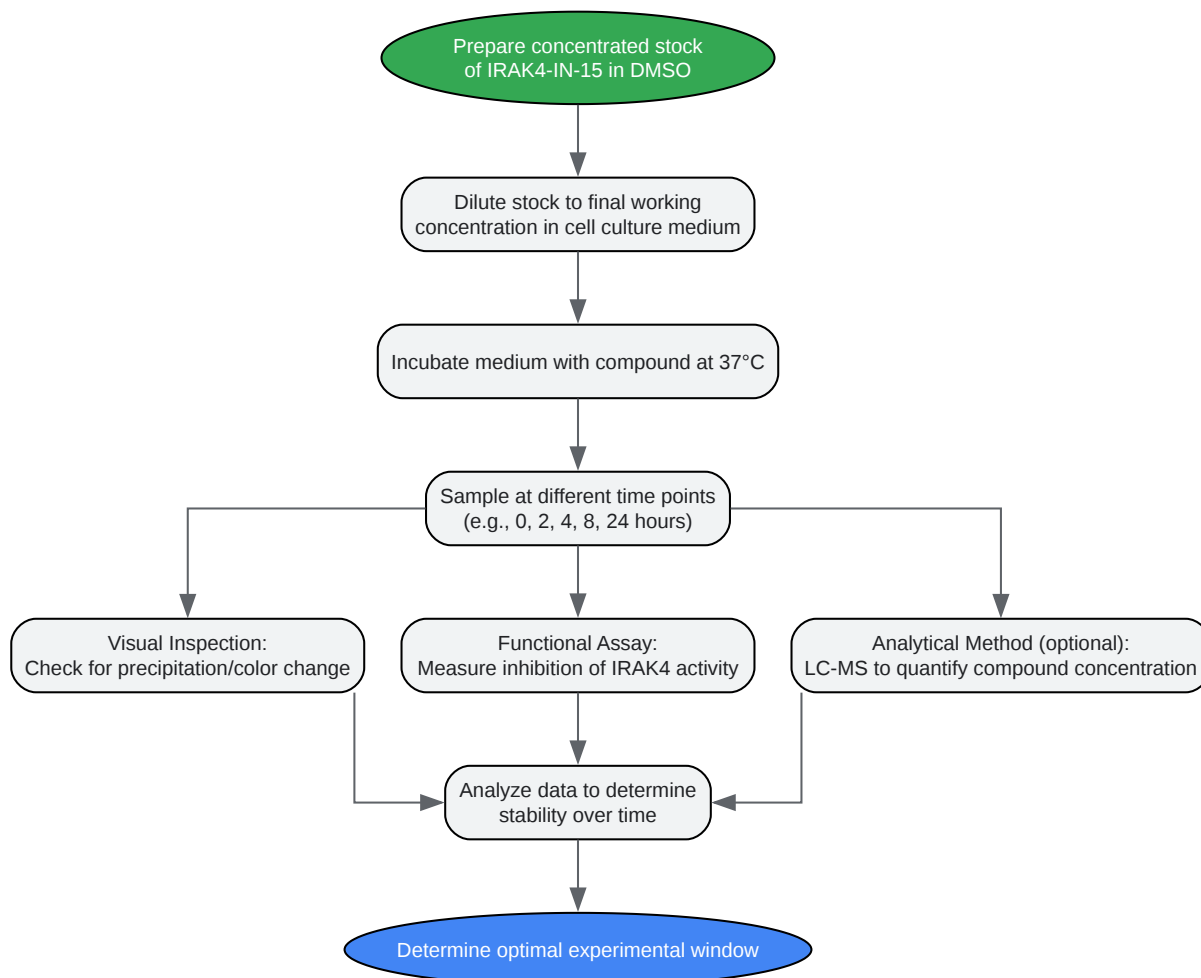 Prepare concentrated stock
of IRAK4-IN-15 in DMSO
Dilute stock to final working
concentration in cell culture medium
Incubate medium with compound at 37°C
Sample at different time points
(e.g., 0, 2, 4, 8, 24 hours)
Visual Inspection:
Check for precipitation/color change
Functional Assay:
Measure inhibition of IRAK4 activity
Analytical Method (optional):
LC-MS to quantify compound concentration
Analyze data to determine
stability over time
Determine optimal experimental window